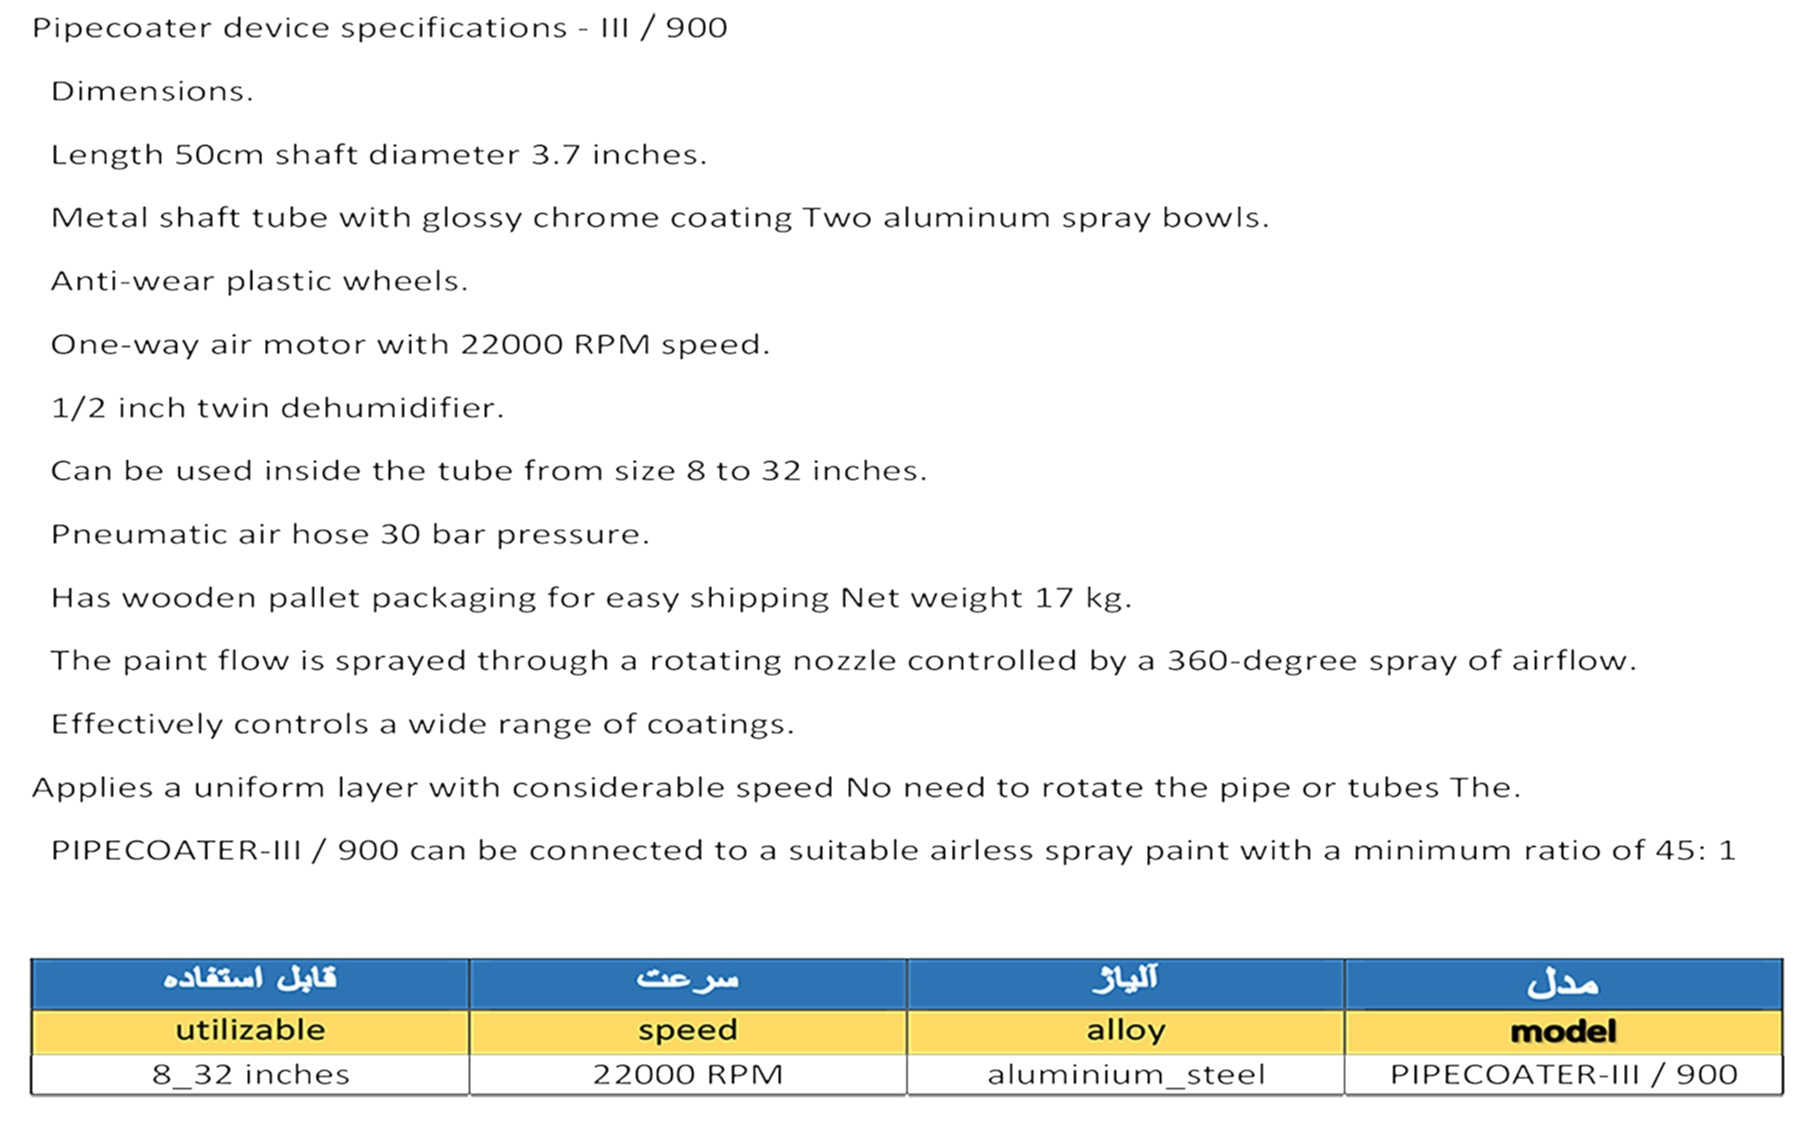 Pipecoater device specifications - III / 900
Dimensions.
Length 50cm shaft diameter 3.7 inches.
Metal shaft tube with glossy chrome coating Two aluminum spray bowls.
Anti-wear plastic wheels.
One-way air motor with 22000 RPM speed.
1/2 inch twin dehumidifier.
Can be used inside the tube from size 8 to 32 inches.
Pneumatic air hose 30 bar pressure.
Has wooden pallet packaging for easy shipping Net weight 17 kg.
The paint flow is sprayed through a rotating nozzle controlled by a 360-degree spray of airflow.
Effectively controls a wide range of coatings.
Applies a uniform layer with considerable speed No need to rotate the pipe or tubes The.
PIPECOATER-III / 900 can be connected to a suitable airless spray paint with a minimum ratio of 45: 1
قابل استفاده سرعت آلیاژ مدل
utilizable speed alloy model
8_32 inches 22000 RPM aluminium_steel PIPECOATER-III / 900